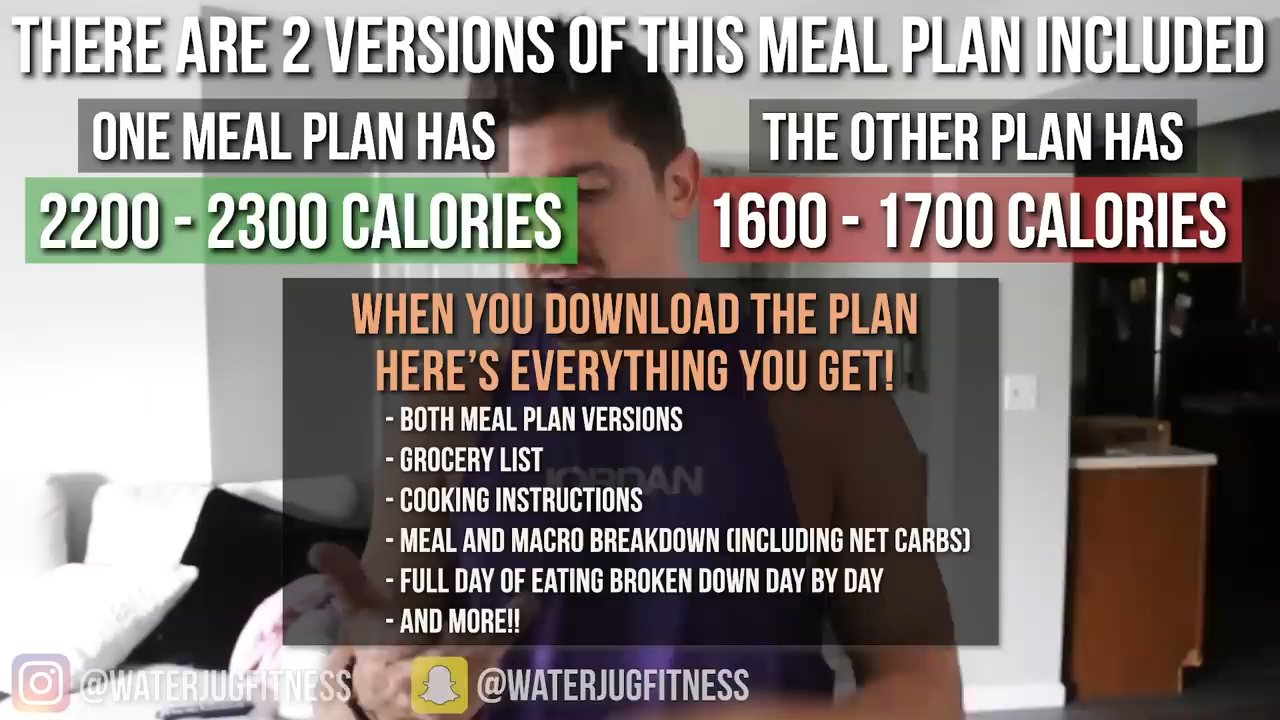 THERE ARE 2 VERSIONS OF THIS MEAL PLAN INCLUDED
ONE MEAL PLAN HAS
2200 - 2300 CALORIES
THE OTHER PLAN HAS
1600 - 1700 CALORIES
WHEN YOU DOWNLOAD THE PLAN
HERE'S EVERYTHING YOU GET!
- BOTH MEAL PLAN VERSIONS
- GROCERY LIST
- COOKING INSTRUCTIONS
- MEAL AND MACRO BREAKDOWN (INCLUDING NET CARBS)
- FULL DAY OF EATING BROKEN DOWN DAY BY DAY
- AND MORE!!
JORDAN
@WATERJUGFITNESS
@WATERJUGFITNESS